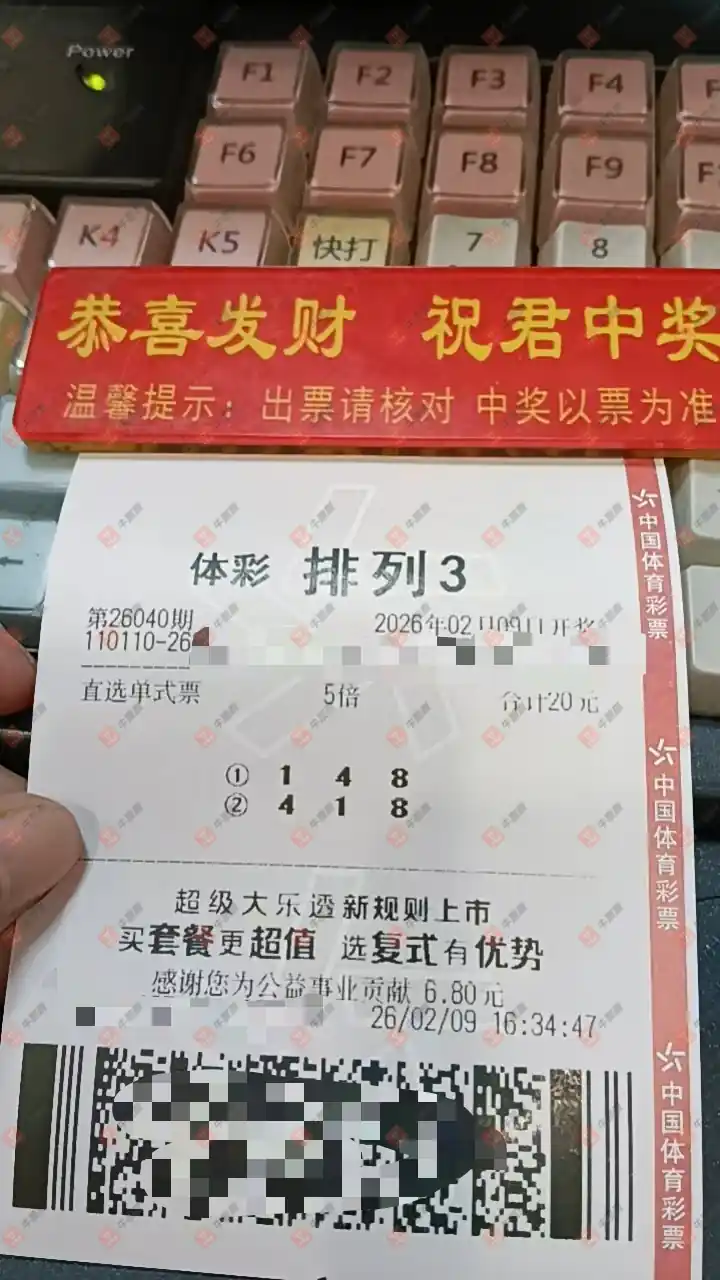 Power
F1 F2 F3 F4
F6 F7 F8 F9
K4 K5 快打 7 8
恭喜发财 祝君中奖
温馨提示：出票请核对 中奖以票为准
体彩 排列3
第26040期 2026年02月09日开奖
110110-26
直选单式票 5倍 合计20元
① 1 4 8
② 4 1 8
超级大乐透新规则上市
买套餐更超值 选复式有优势
感谢您为公益事业贡献 6.80元
26/02/09 16:34:47
中国体育彩票
中国体育彩票
中国体育彩票